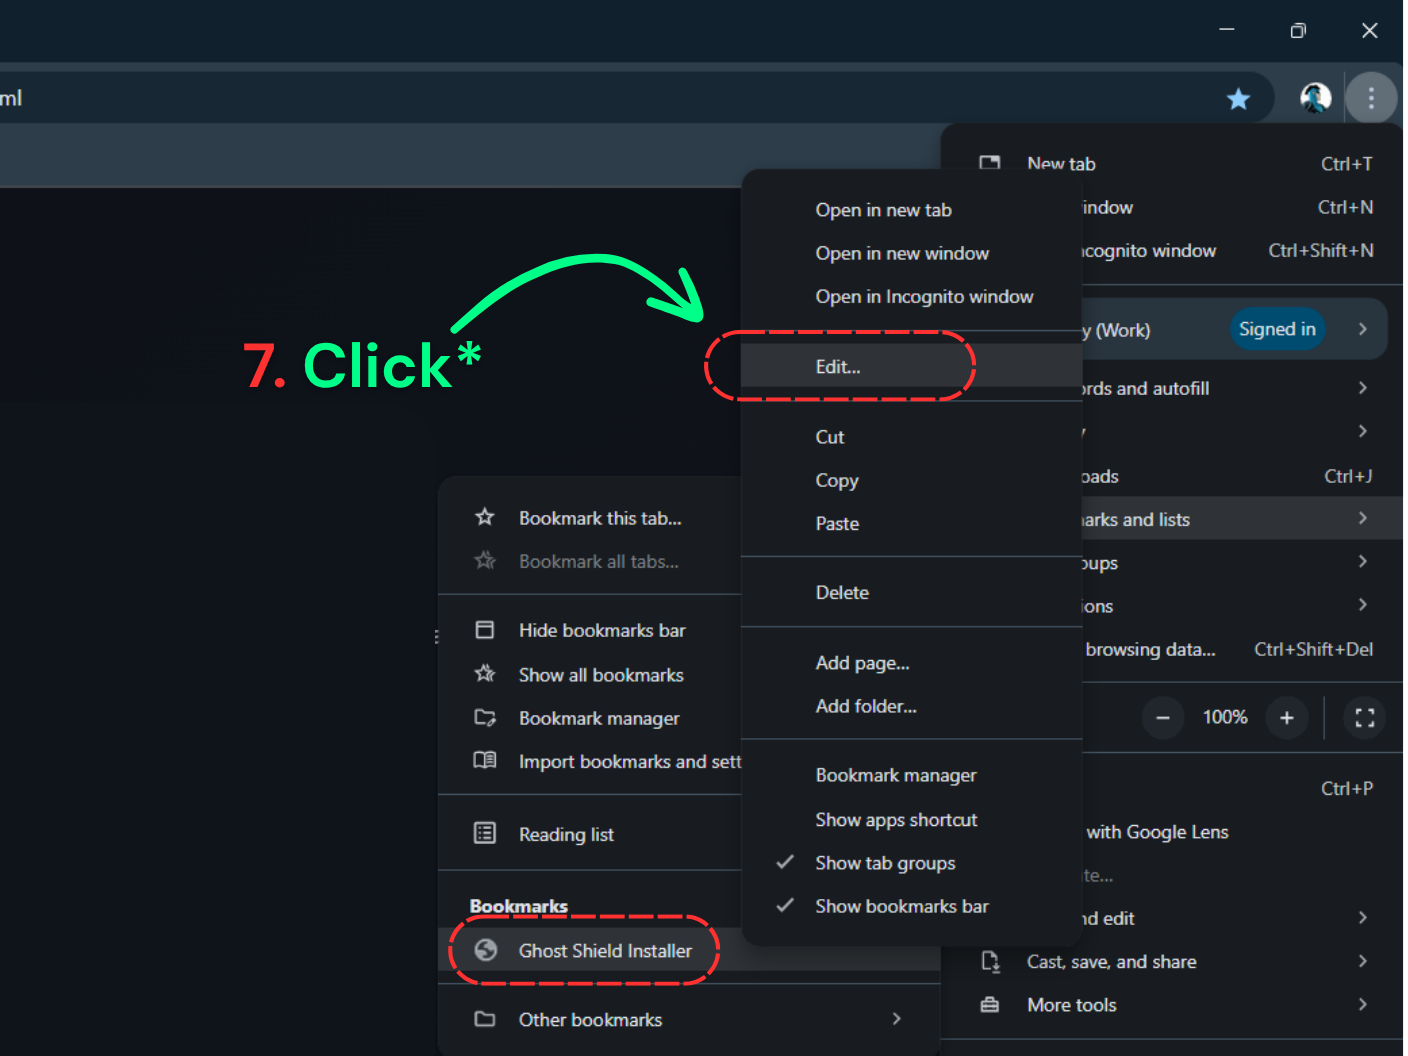 ml
New tab Ctrl+T
Open in new tab
indow Ctrl+N
Open in new window
cognito window Ctrl+Shift+N
Open in Incognito window
y (Work) Signed in
7. Click*
Edit...
rds and autofill
Cut
Copy
oads Ctrl+J
Bookmark this tab...
Paste
arks and lists
Bookmark all tabs...
oups
Delete
ions
Hide bookmarks bar
browsing data... Ctrl+Shift+Del
Add page...
Show all bookmarks
Add folder...
Bookmark manager
100%
Import bookmarks and sett
Bookmark manager
Ctrl+P
Show apps shortcut
Reading list
with Google Lens
Show tab groups
te...
Bookmarks
Show bookmarks bar
nd edit
Ghost Shield Installer
Cast, save, and share
Other bookmarks
More tools